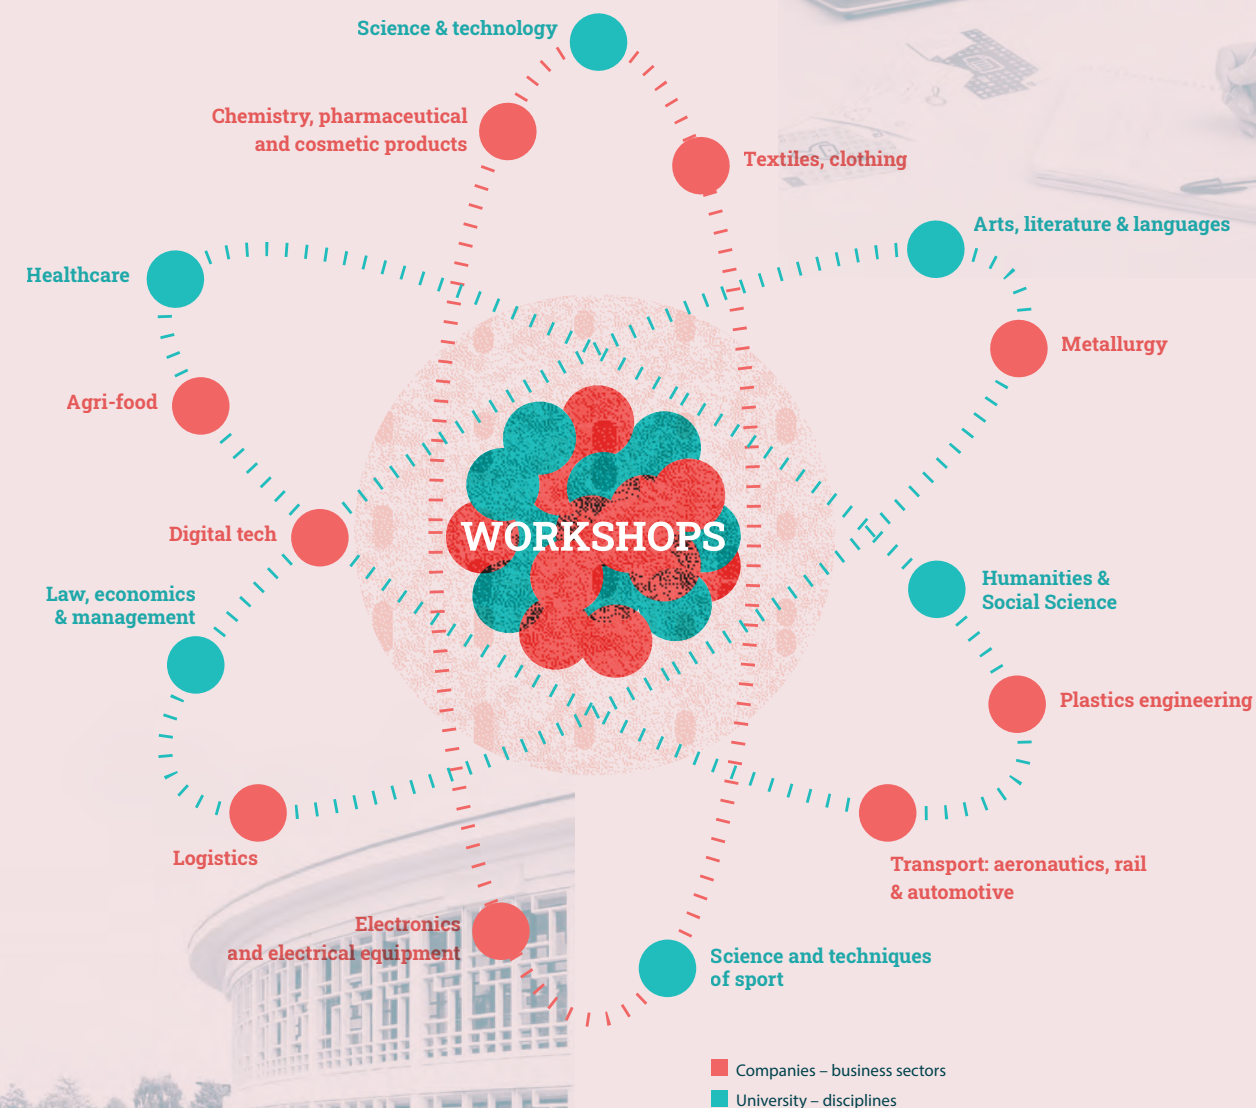 Science & technology
Chemistry, pharmaceutical
and cosmetic products
Textiles, clothing
Arts, literature & languages
Healthcare
Metallurgy
Agri-food
Digital tech
WORKSHOPS
Law, economics
& management
Humanities &
Social Science
Plastics engineering
Logistics
Transport: aeronautics, rail
& automotive
Electronics
and electrical equipment
Science and techniques
of sport
Companies – business sectors
University – disciplines